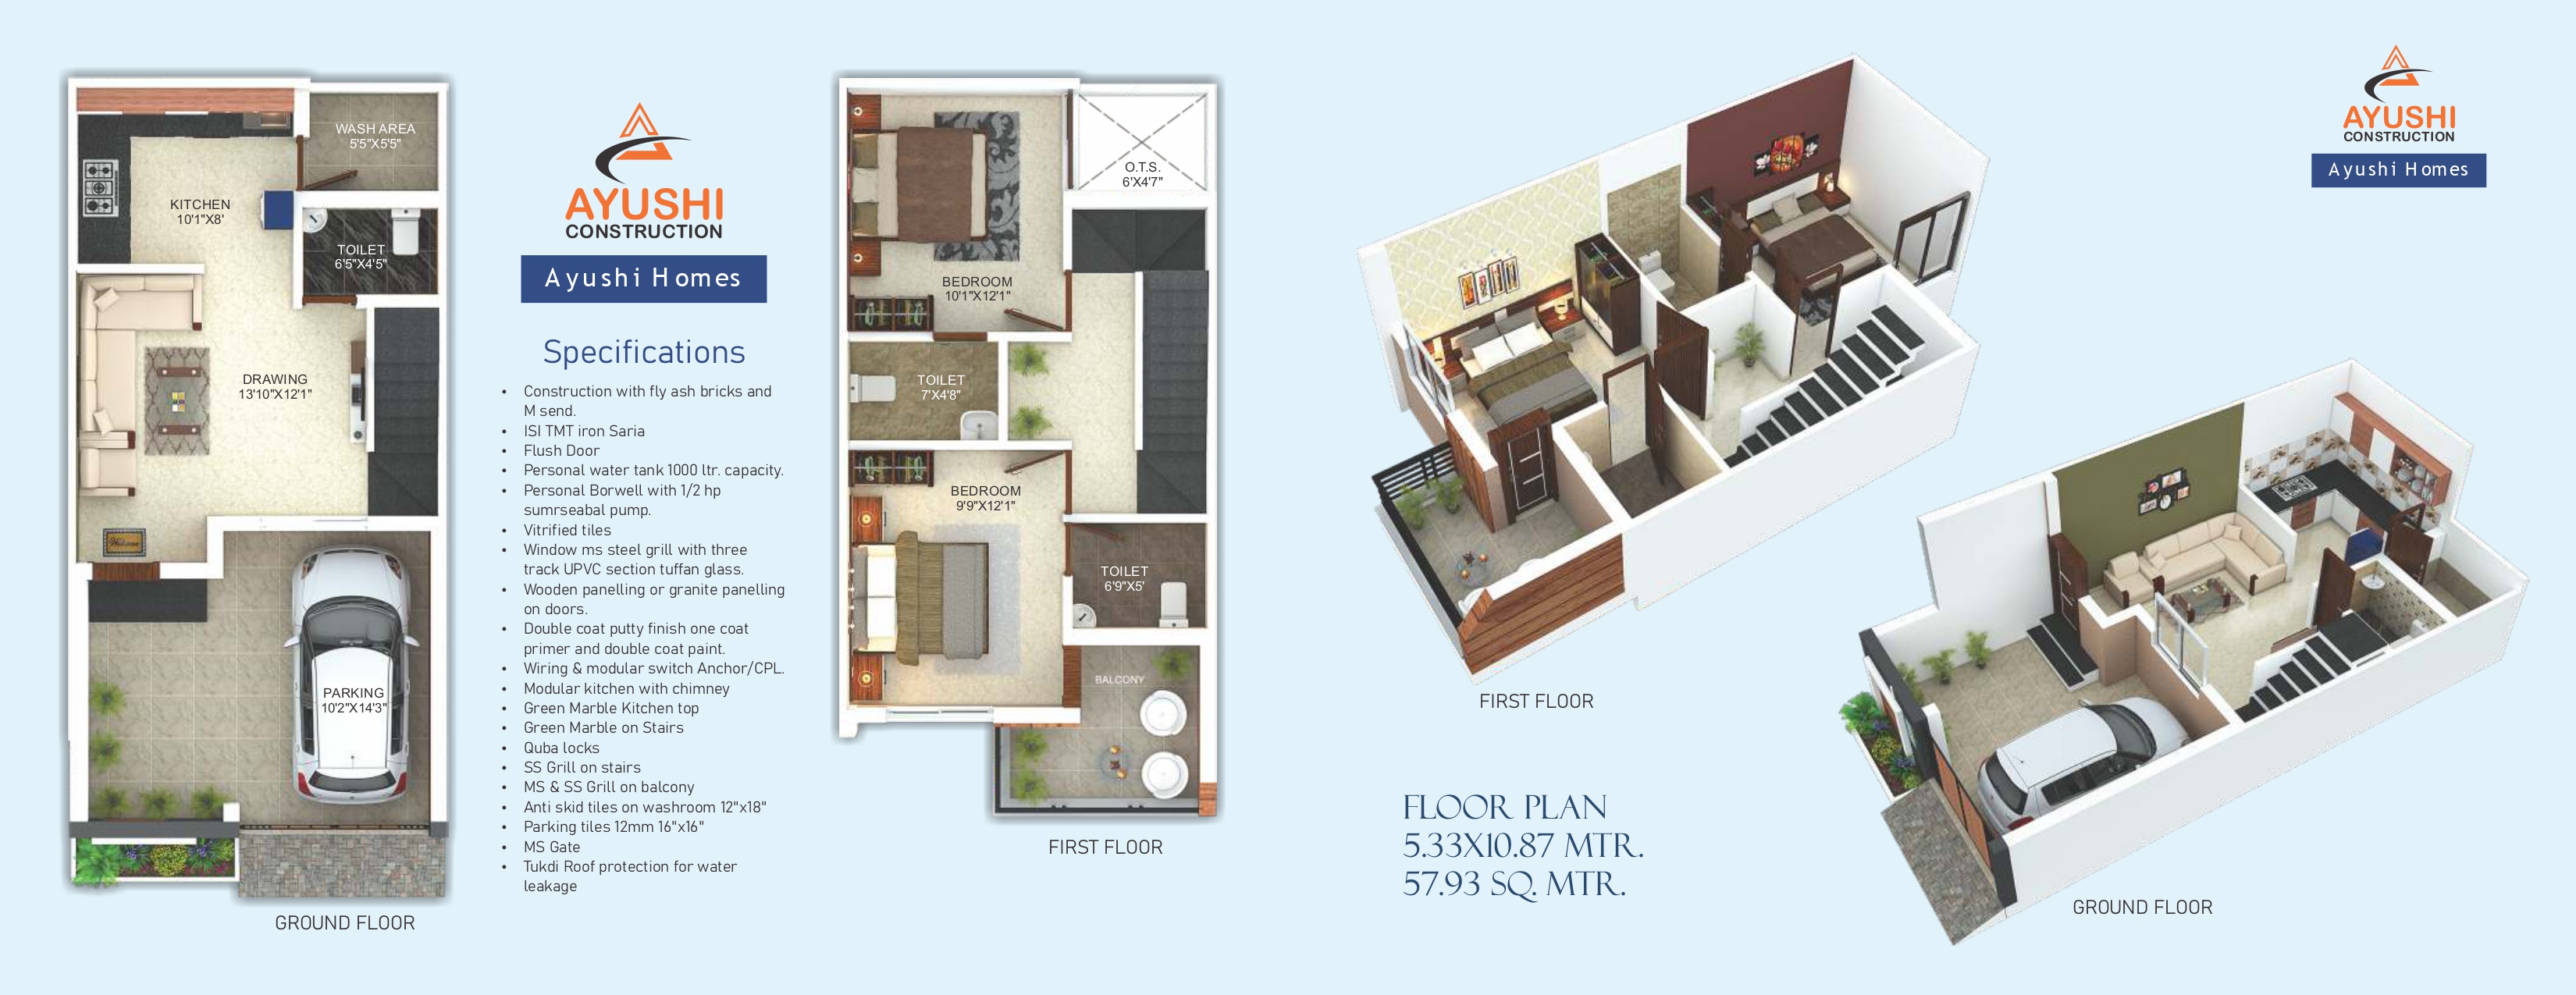 WASH AREA
5'5"X5'5"
KITCHEN
10'1"X8'
TOILET
6'5"X4'5"
DRAWING
13'10"X12'1"
Welcome
PARKING
10'2"X14'3"
GROUND FLOOR
AYUSHI
CONSTRUCTION
Ayushi Homes
Specifications
• Construction with fly ash bricks and
M send.
• ISI TMT iron Saria
• Flush Door
• Personal water tank 1000 ltr. capacity.
• Personal Borwell with 1/2 hp
sumrseabal pump.
• Vitrified tiles
• Window ms steel grill with three
track UPVC section tuffan glass.
• Wooden panelling or granite panelling
on doors.
• Double coat putty finish one coat
primer and double coat paint.
• Wiring & modular switch Anchor/CPL.
• Modular kitchen with chimney
• Green Marble Kitchen top
• Green Marble on Stairs
• Quba locks
• SS Grill on stairs
• MS & SS Grill on balcony
• Anti skid tiles on washroom 12"x18"
• Parking tiles 12mm 16"x16"
• MS Gate
• Tukdi Roof protection for water
leakage
O.T.S.
6'X4'7"
BEDROOM
10'1"X12'1"
TOILET
7'X4'8"
BEDROOM
9'9"X12'1"
TOILET
6'9"X5'
BALCONY
FIRST FLOOR
FIRST FLOOR
FLOOR PLAN
5.33X10.87 MTR.
57.93 SQ. MTR.
AYUSHI
CONSTRUCTION
Ayushi Homes
GROUND FLOOR